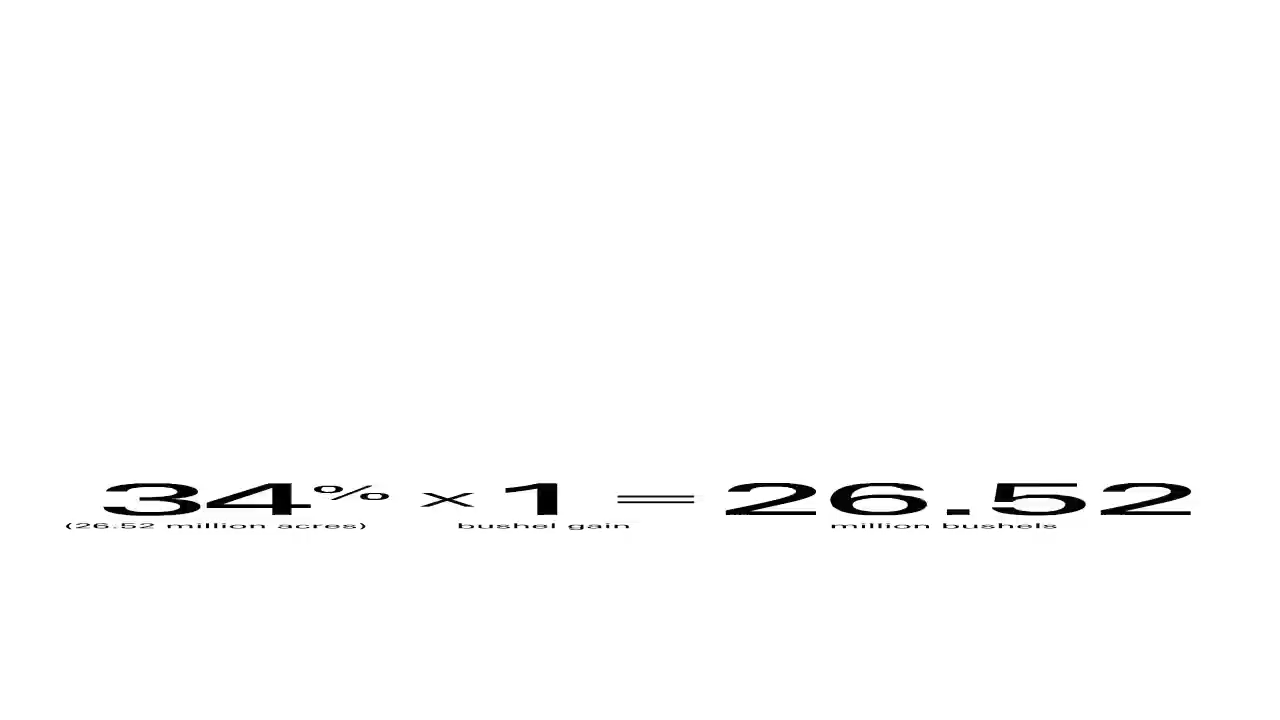 34% x 1 = 26.52
(26.52 million acres) bushel gain million bushels